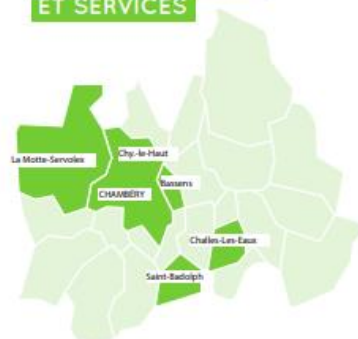 ET SERVICES
La Motte-Servolex
Chy.-le-Haut
Bassens
CHAMBÉRY
Challes-Les-Eaux
Saint-Badolph